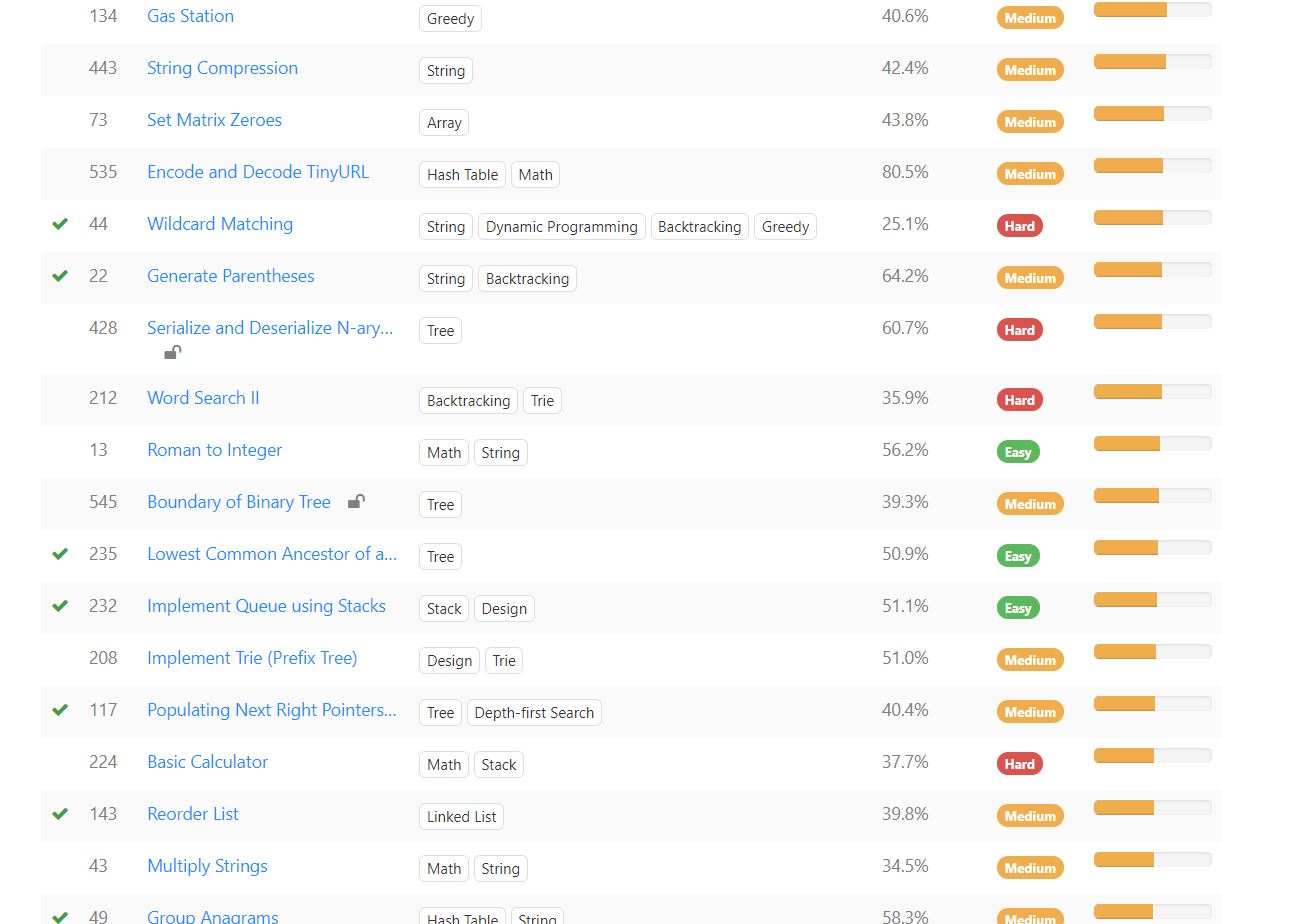 134 Gas Station Greedy 40.6% Medium
443 String Compression String 42.4% Medium
73 Set Matrix Zeroes Array 43.8% Medium
535 Encode and Decode TinyURL Hash Table Math 80.5% Medium
44 Wildcard Matching String Dynamic Programming Backtracking Greedy 25.1% Hard
22 Generate Parentheses String Backtracking 64.2% Medium
428 Serialize and Deserialize N-ary... Tree 60.7% Hard
212 Word Search II Backtracking Trie 35.9% Hard
13 Roman to Integer Math String 56.2% Easy
545 Boundary of Binary Tree Tree 39.3% Medium
235 Lowest Common Ancestor of a... Tree 50.9% Easy
232 Implement Queue using Stacks Stack Design 51.1% Easy
208 Implement Trie (Prefix Tree) Design Trie 51.0% Medium
117 Populating Next Right Pointers... Tree Depth-first Search 40.4% Medium
224 Basic Calculator Math Stack 37.7% Hard
143 Reorder List Linked List 39.8% Medium
43 Multiply Strings Math String 34.5% Medium
49 Group Anagrams Hash Table String 58.3% Medium